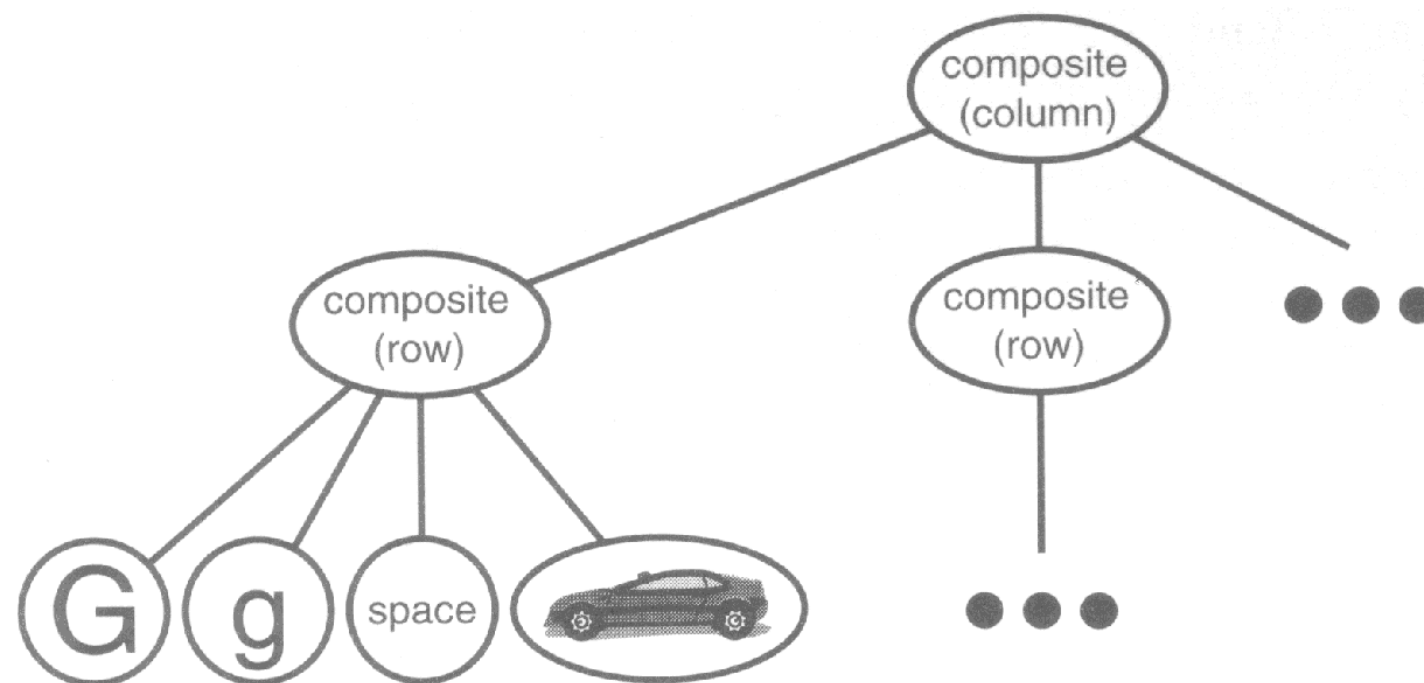 composite
(column)
composite
(row)
composite
(row)
G
g
space